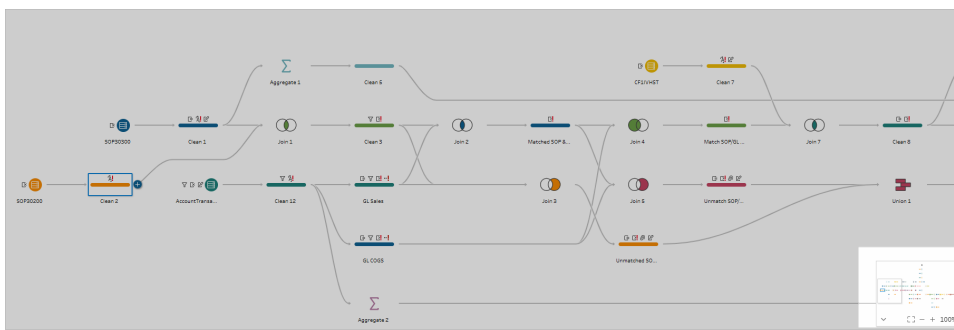 Aggregate 1
Clean 5
CF1IVHST
Clean 7
SOP30300
Clean 1
Join 1
Clean 3
Join 2
Matched SOP &...
Join 4
Match SOP/GL ...
Join 7
Clean 8
SOP30200
Clean 2
AccountTransa...
Clean 12
GL Sales
Join 3
Join 5
Unmatch SOP/...
Union 1
GL COGS
Unmatched SO...
Aggregate 2
100%